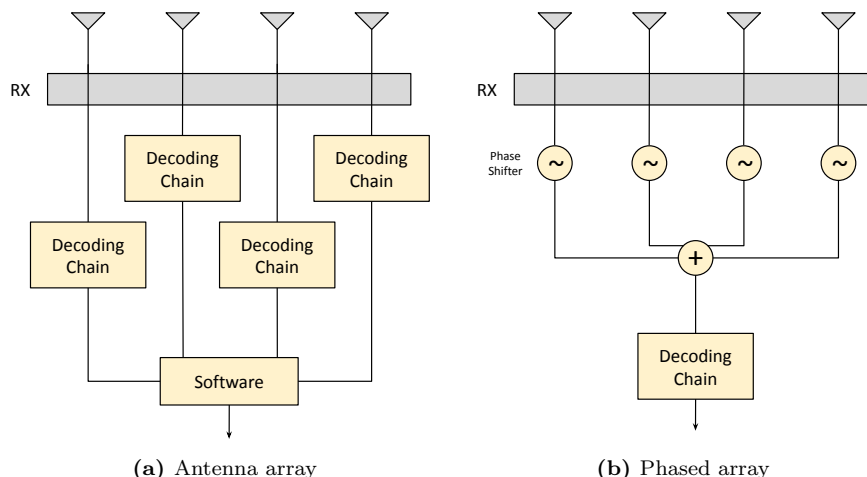 RX
Decoding
Chain
Decoding
Chain
Decoding
Chain
Decoding
Chain
Software
(a) Antenna array
RX
Phase
Shifter
~
~
~
~
+
Decoding
Chain
(b) Phased array